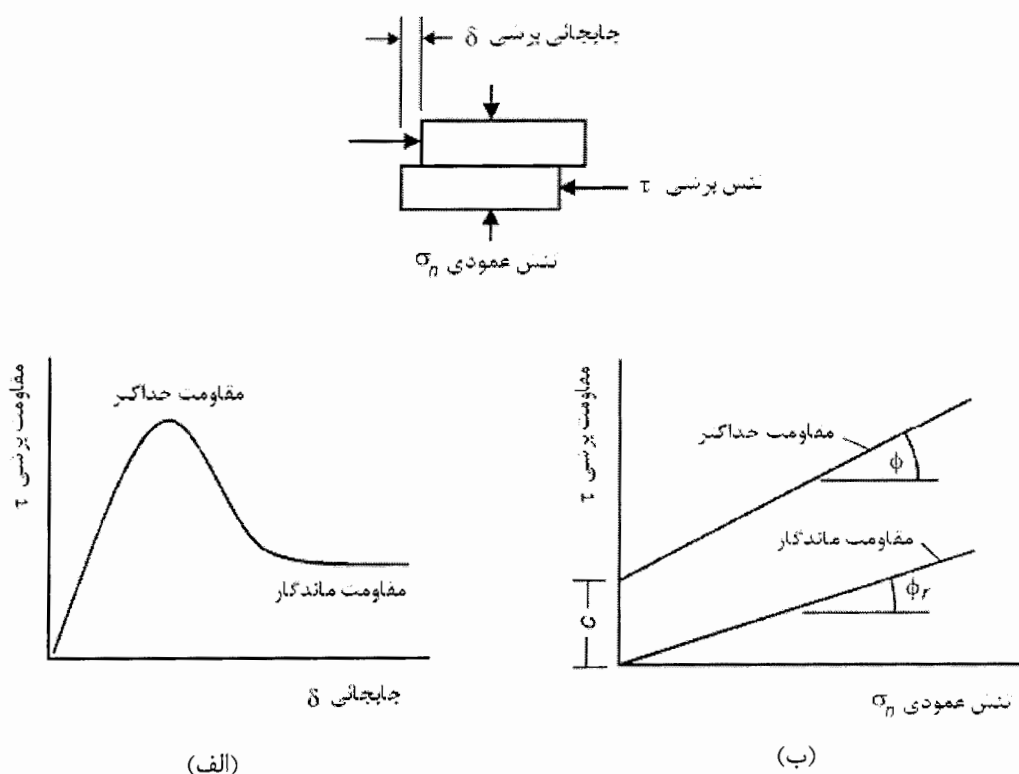 جابجائی برشی δ
تنش برشی τ
تنش عمودی σn
مقاومت برشی τ
مقاومت حداکثر
مقاومت ماندگار
جابجائی δ
(الف)
مقاومت برشی τ
مقاومت حداکثر
ϕ
مقاومت ماندگار
ϕr
C
تنش عمودی σn
(ب)